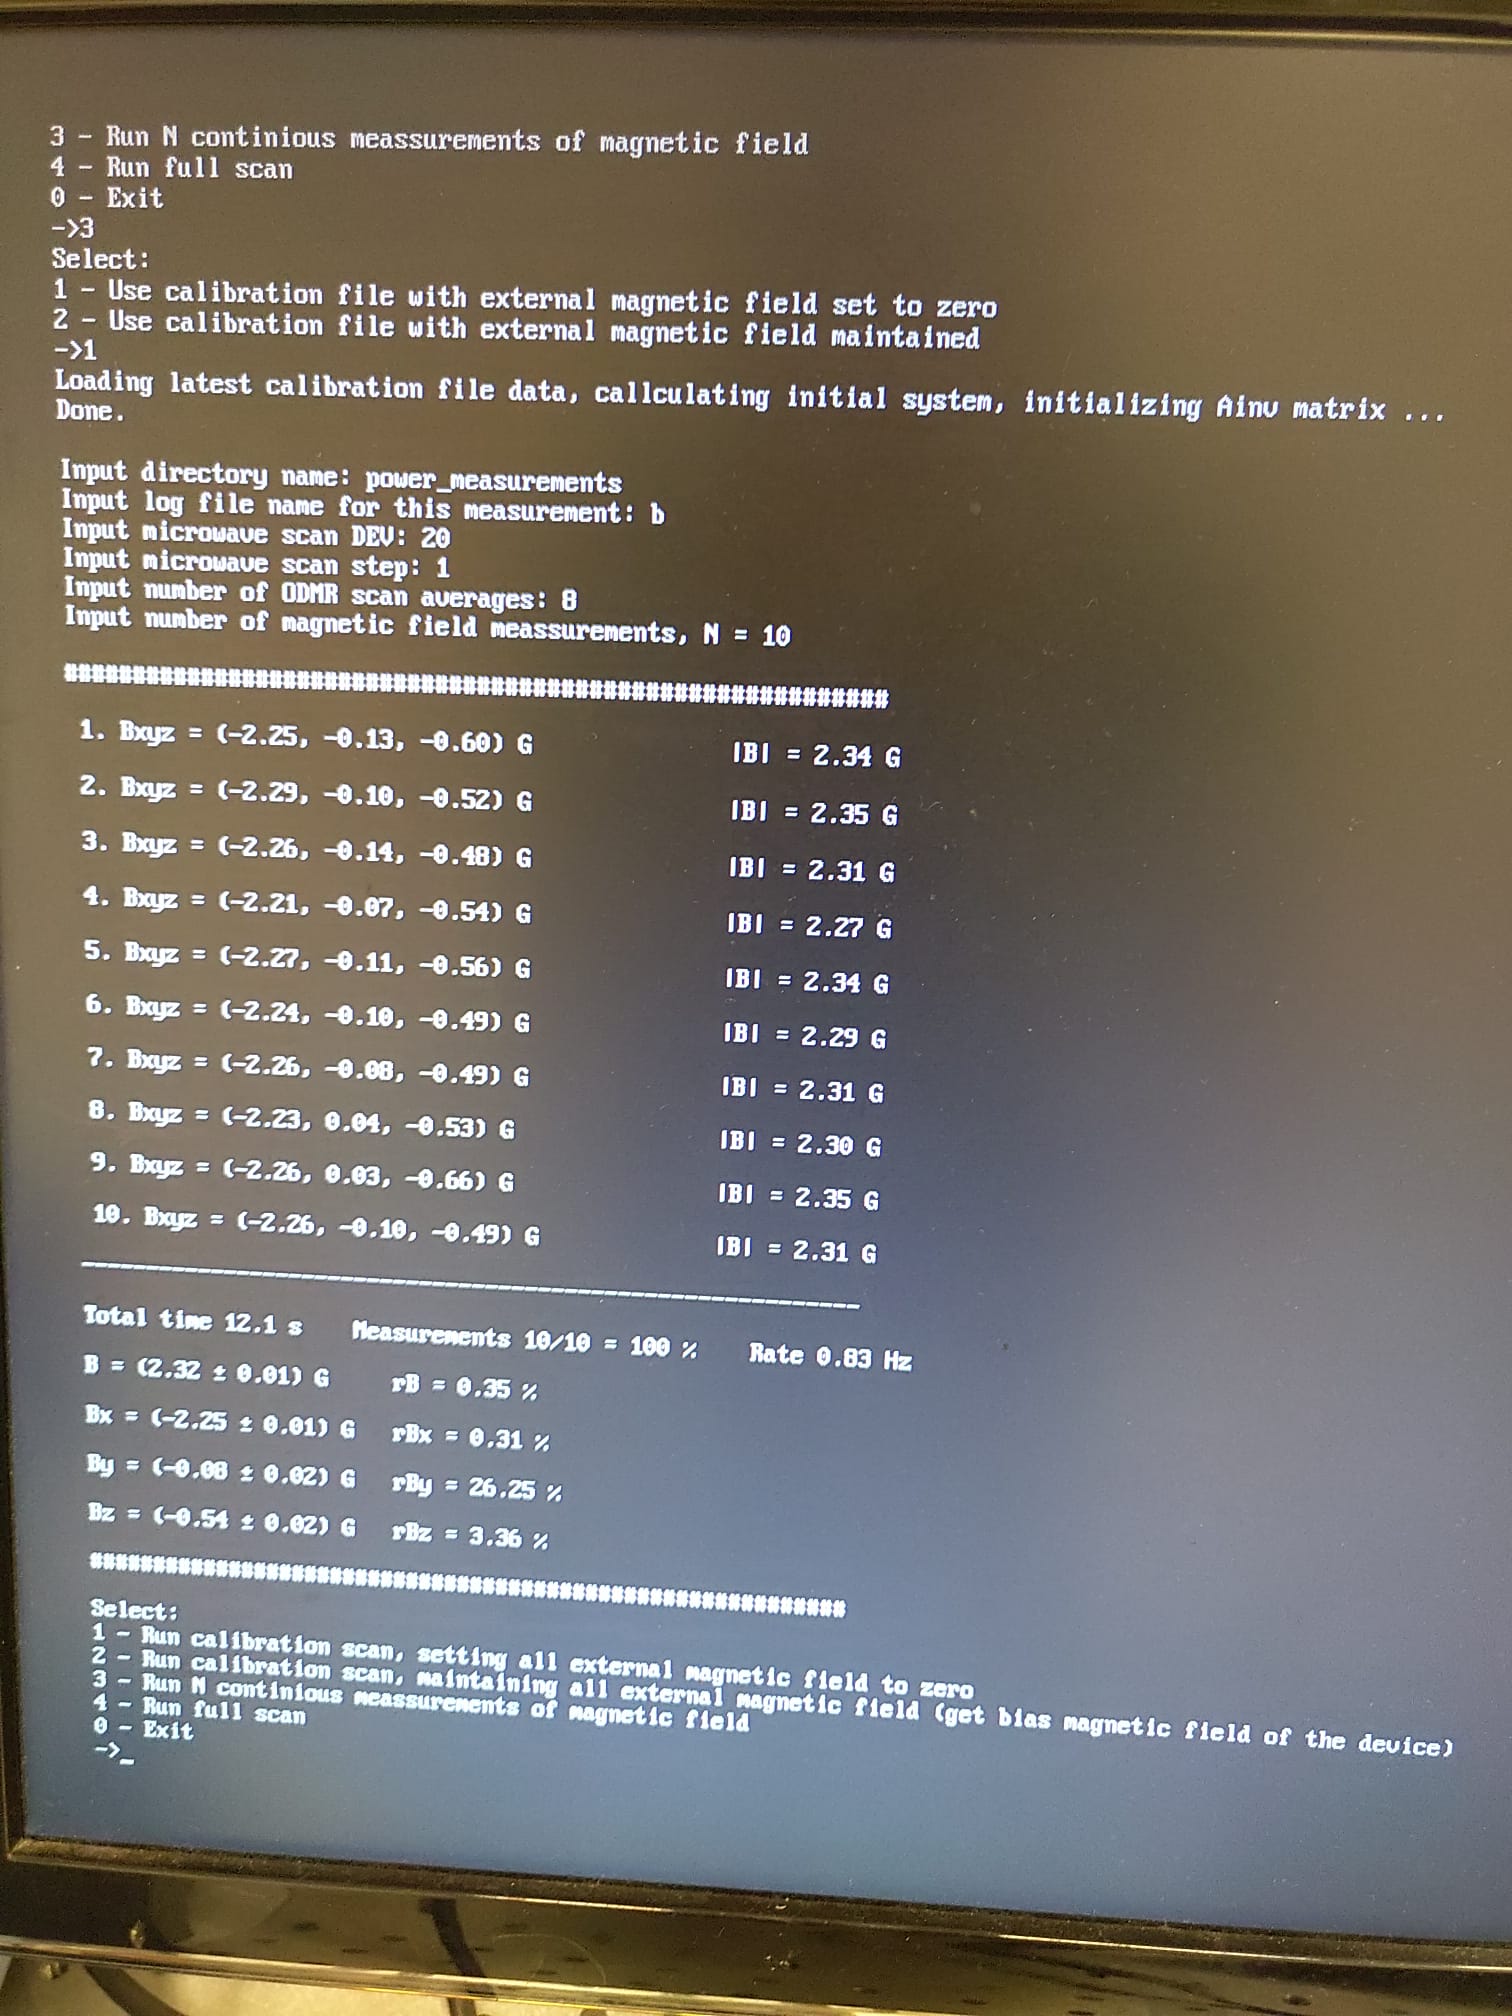 3 - Run N continious meassurements of magnetic field
4 - Run full scan
0 - Exit
->3
Select:
1 - Use calibration file with external magnetic field set to zero
2 - Use calibration file with external magnetic field maintained
->1
Loading latest calibration file data, callculating initial system, initializing Ainv matrix ...
Done.
Input directory name: power_measurements
Input log file name for this measurement: b
Input microwave scan DEV: 20
Input microwave scan step: 1
Input number of ODMR scan averages: 8
Input number of magnetic field meassurements, N = 10
############################################################
1. Bxyz = (-2.25, -0.13, -0.60) G |B| = 2.34 G
2. Bxyz = (-2.29, -0.10, -0.52) G |B| = 2.35 G
3. Bxyz = (-2.26, -0.14, -0.48) G |B| = 2.31 G
4. Bxyz = (-2.21, -0.07, -0.54) G |B| = 2.27 G
5. Bxyz = (-2.27, -0.11, -0.56) G |B| = 2.34 G
6. Bxyz = (-2.24, -0.10, -0.49) G |B| = 2.29 G
7. Bxyz = (-2.26, -0.08, -0.49) G |B| = 2.31 G
8. Bxyz = (-2.23, 0.04, -0.53) G |B| = 2.30 G
9. Bxyz = (-2.26, 0.03, -0.66) G |B| = 2.35 G
10. Bxyz = (-2.26, -0.10, -0.49) G |B| = 2.31 G
------------------------------------------------------------
Total time 12.1 s Measurements 10/10 = 100 % Rate 0.83 Hz
B = (2.32 ± 0.01) G rB = 0.35 %
Bx = (-2.25 ± 0.01) G rBx = 0.31 %
By = (-0.08 ± 0.02) G rBy = 26.25 %
Bz = (-0.54 ± 0.02) G rBz = 3.36 %
############################################################
Select:
1 - Run calibration scan, setting all external magnetic field to zero
2 - Run calibration scan, maintaining all external magnetic field (get bias magnetic field of the device)
3 - Run N continious meassurements of magnetic field
4 - Run full scan
0 - Exit
->_